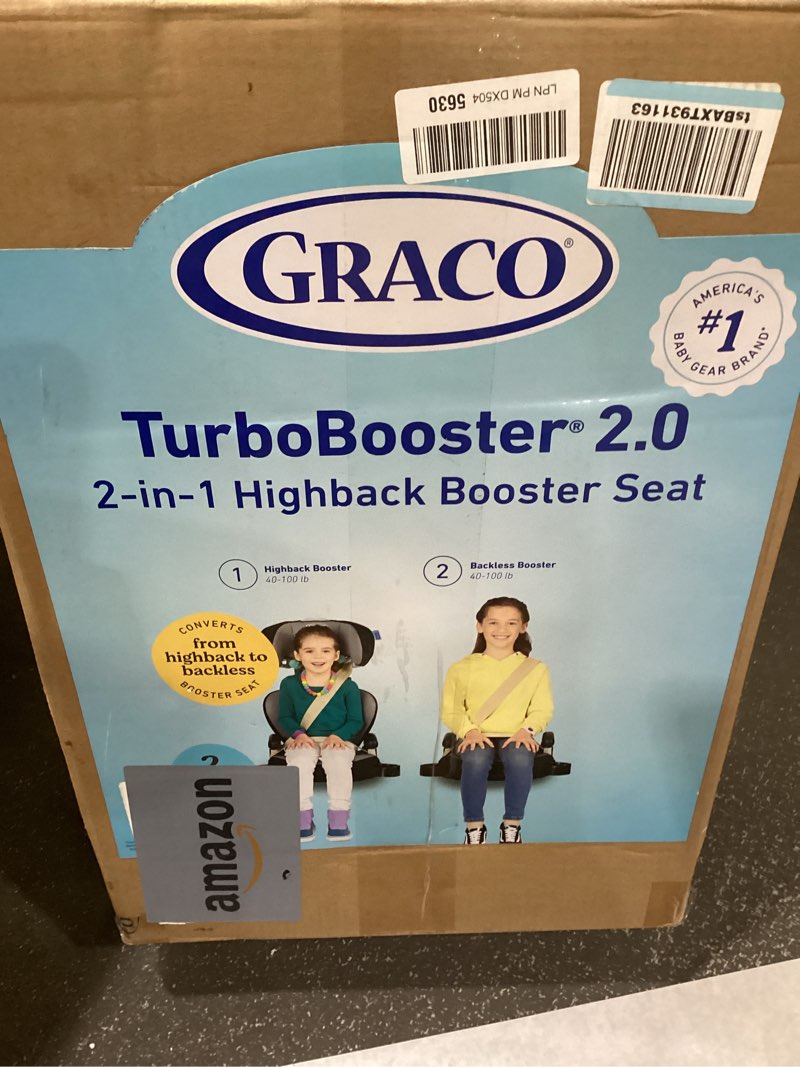 LPN PM DX504 5630
tsBAXT931163
GRACO®
AMERICA'S
#1
BABY GEAR BRAND*
TurboBooster® 2.0
2-in-1 Highback Booster Seat
1 Highback Booster
40-100 lb
2 Backless Booster
40-100 lb
CONVERTS
from
highback to
backless
BOOSTER SEAT
2
amazon